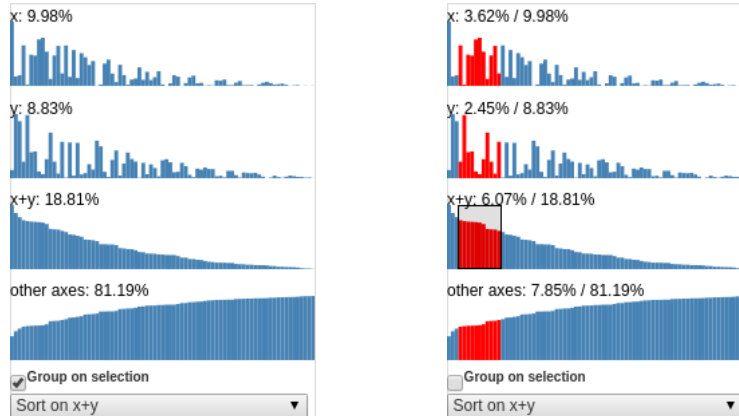 x: 9.98%
y: 8.83%
x+y: 18.81%
other axes: 81.19%
Group on selection
Sort on x+y
x: 3.62% / 9.98%
y: 2.45% / 8.83%
x+y: 6.07% / 18.81%
other axes: 7.85% / 81.19%
Group on selection
Sort on x+y